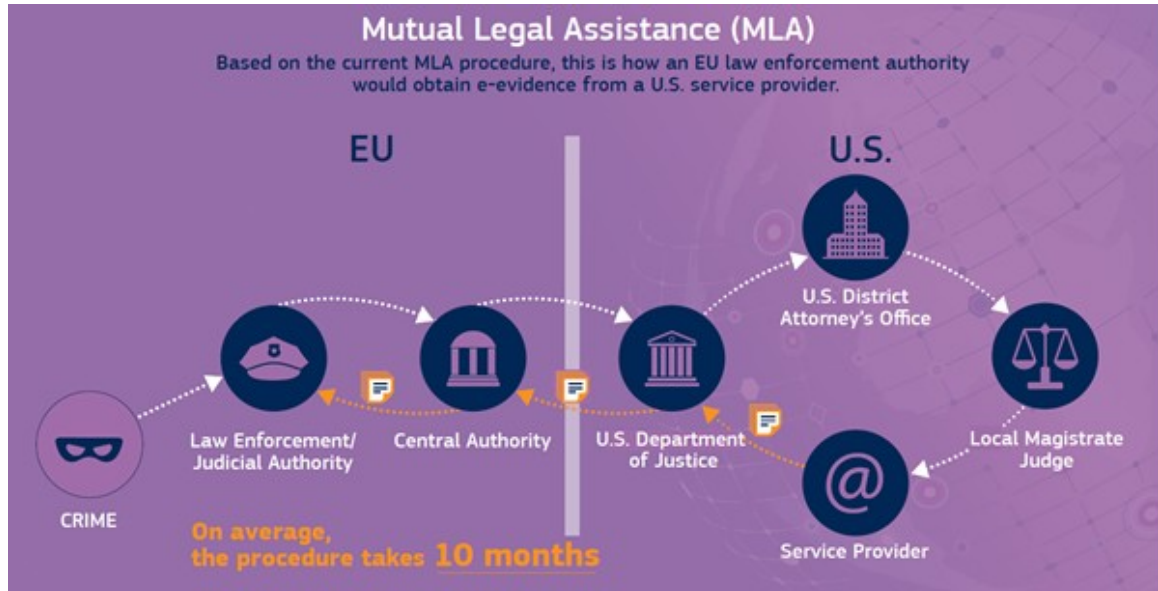 Mutual Legal Assistance (MLA)
Based on the current MLA procedure, this is how an EU law enforcement authority
would obtain e-evidence from a U.S. service provider.
EU
U.S.
U.S. District
Attorney's Office
Law Enforcement/
Judicial Authority
Central Authority
U.S. Department
of Justice
Local Magistrate
Judge
@
CRIME
Service Provider
On average,
the procedure takes 10 months